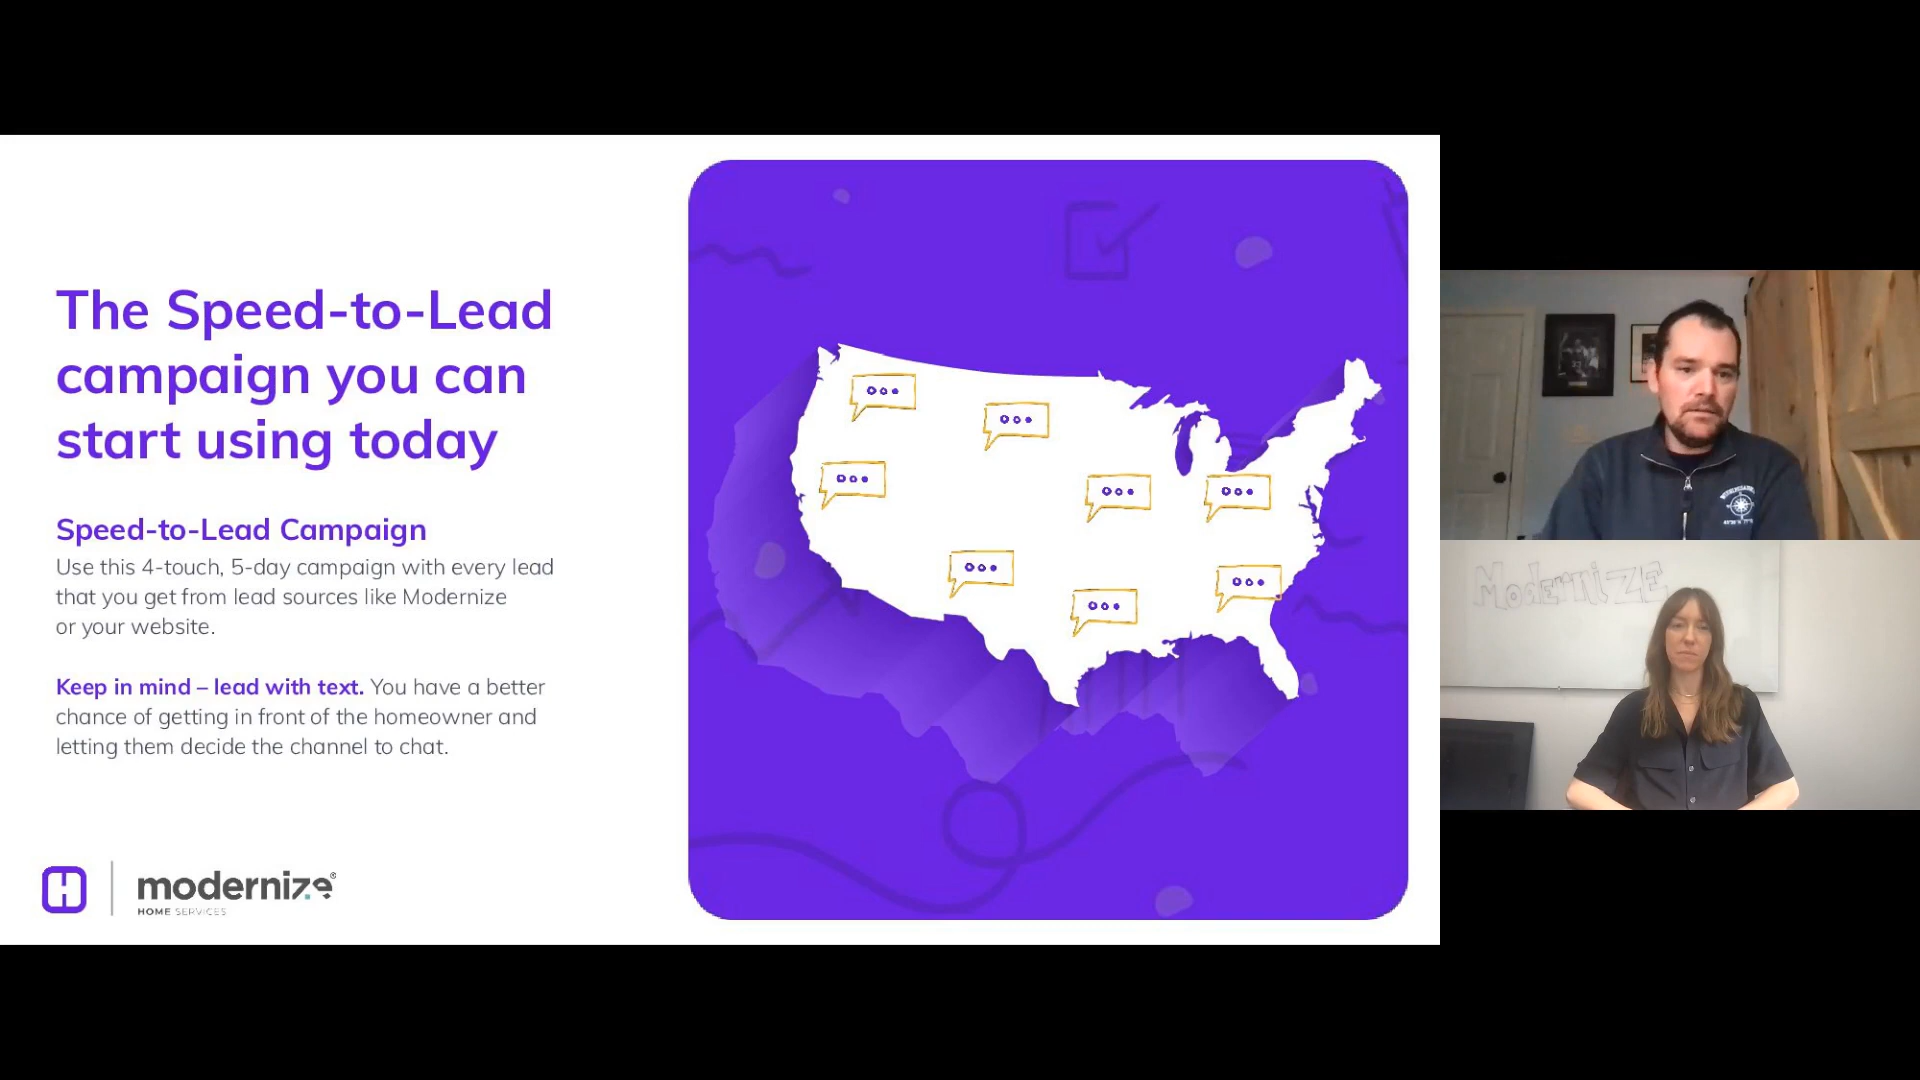 The Speed-to-Lead
campaign you can
start using today
Speed-to-Lead Campaign
Use this 4-touch, 5-day campaign with every lead
that you get from lead sources like Modernize
or your website.
Keep in mind – lead with text. You have a better
chance of getting in front of the homeowner and
letting them decide the channel to chat.
modernize®
HOME SERVICES
ModerniZE